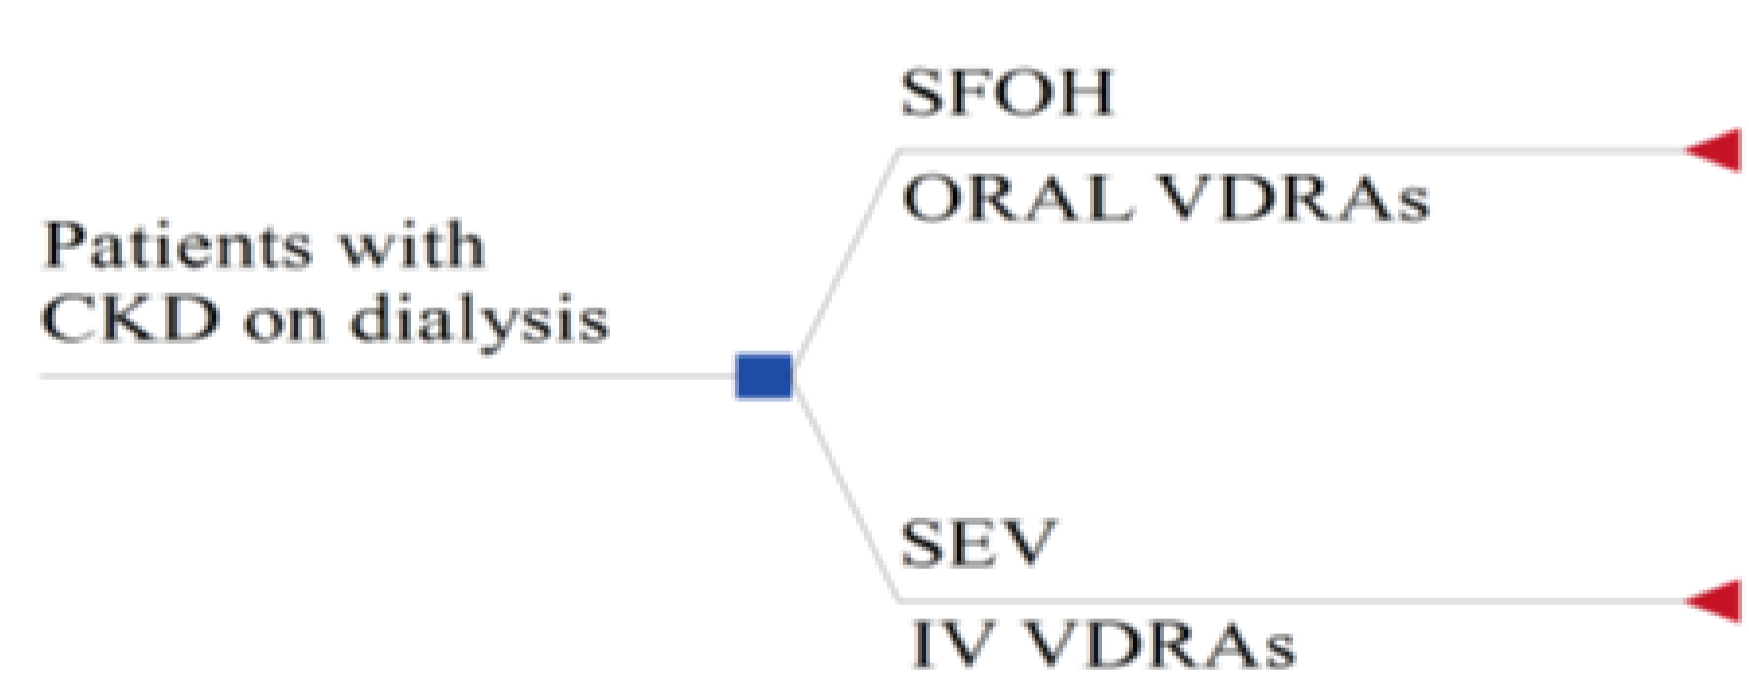 SFOH
ORAL VDRAs
Patients with
CKD on dialysis
SEV
IV VDRAs